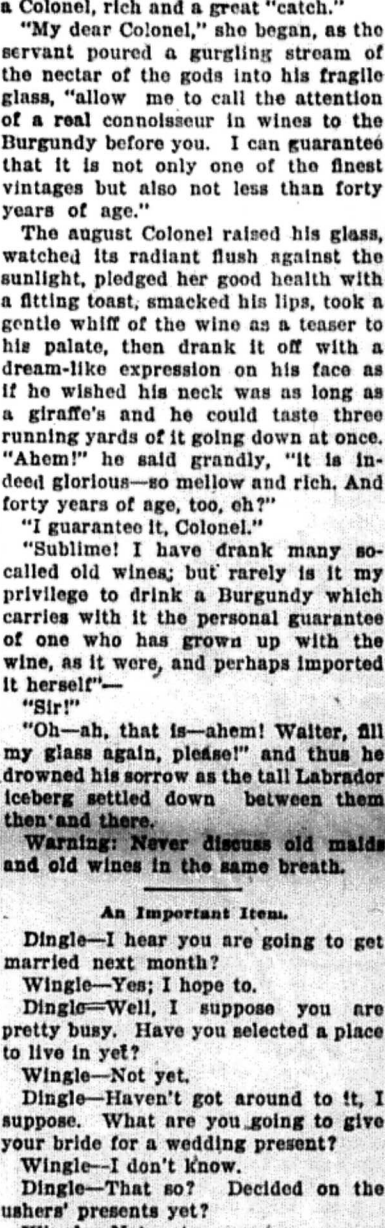 a Colonel, rich and a great "catch."
"My dear Colonel," she began, as the
servant poured a gurgling stream of
the nectar of the gods into his fragile
glass, "allow me to call the attention
of a real connoisseur in wines to the
Burgundy before you. I can guarantee
that it is not only one of the finest
vintages but also not less than forty
years of age."
The august Colonel raised his glass,
watched its radiant flush against the
sunlight, pledged her good health with
a fitting toast, smacked his lips, took a
gentle whiff of the wine as a teaser to
his palate, then drank it off with a
dream-like expression on his face as
if he wished his neck was as long as
a giraffe's and he could taste three
running yards of it going down at once.
"Ahem!" he said grandly, "it is in-
deed glorious—so mellow and rich. And
forty years of age, too, eh?"
"I guarantee it, Colonel."
"Sublime! I have drank many so-
called old wines; but rarely is it my
privilege to drink a Burgundy which
carries with it the personal guarantee
of one who has grown up with the
wine, as it were, and perhaps imported
it herself"—
"Sir!"
"Oh—ah, that is—ahem! Waiter, fill
my glass again, please!" and thus he
drowned his sorrow as the tall Labrador
iceberg settled down between them
then and there.
Warning: Never discuss old maids
and old wines in the same breath.
An Important Item.
Dingle—I hear you are going to get
married next month?
Wingle—Yes; I hope to.
Dingle—Well, I suppose you are
pretty busy. Have you selected a place
to live in yet?
Wingle—Not yet.
Dingle—Haven't got around to it, I
suppose. What are you going to give
your bride for a wedding present?
Wingle—I don't know.
Dingle—That so? Decided on the
ushers' presents yet?